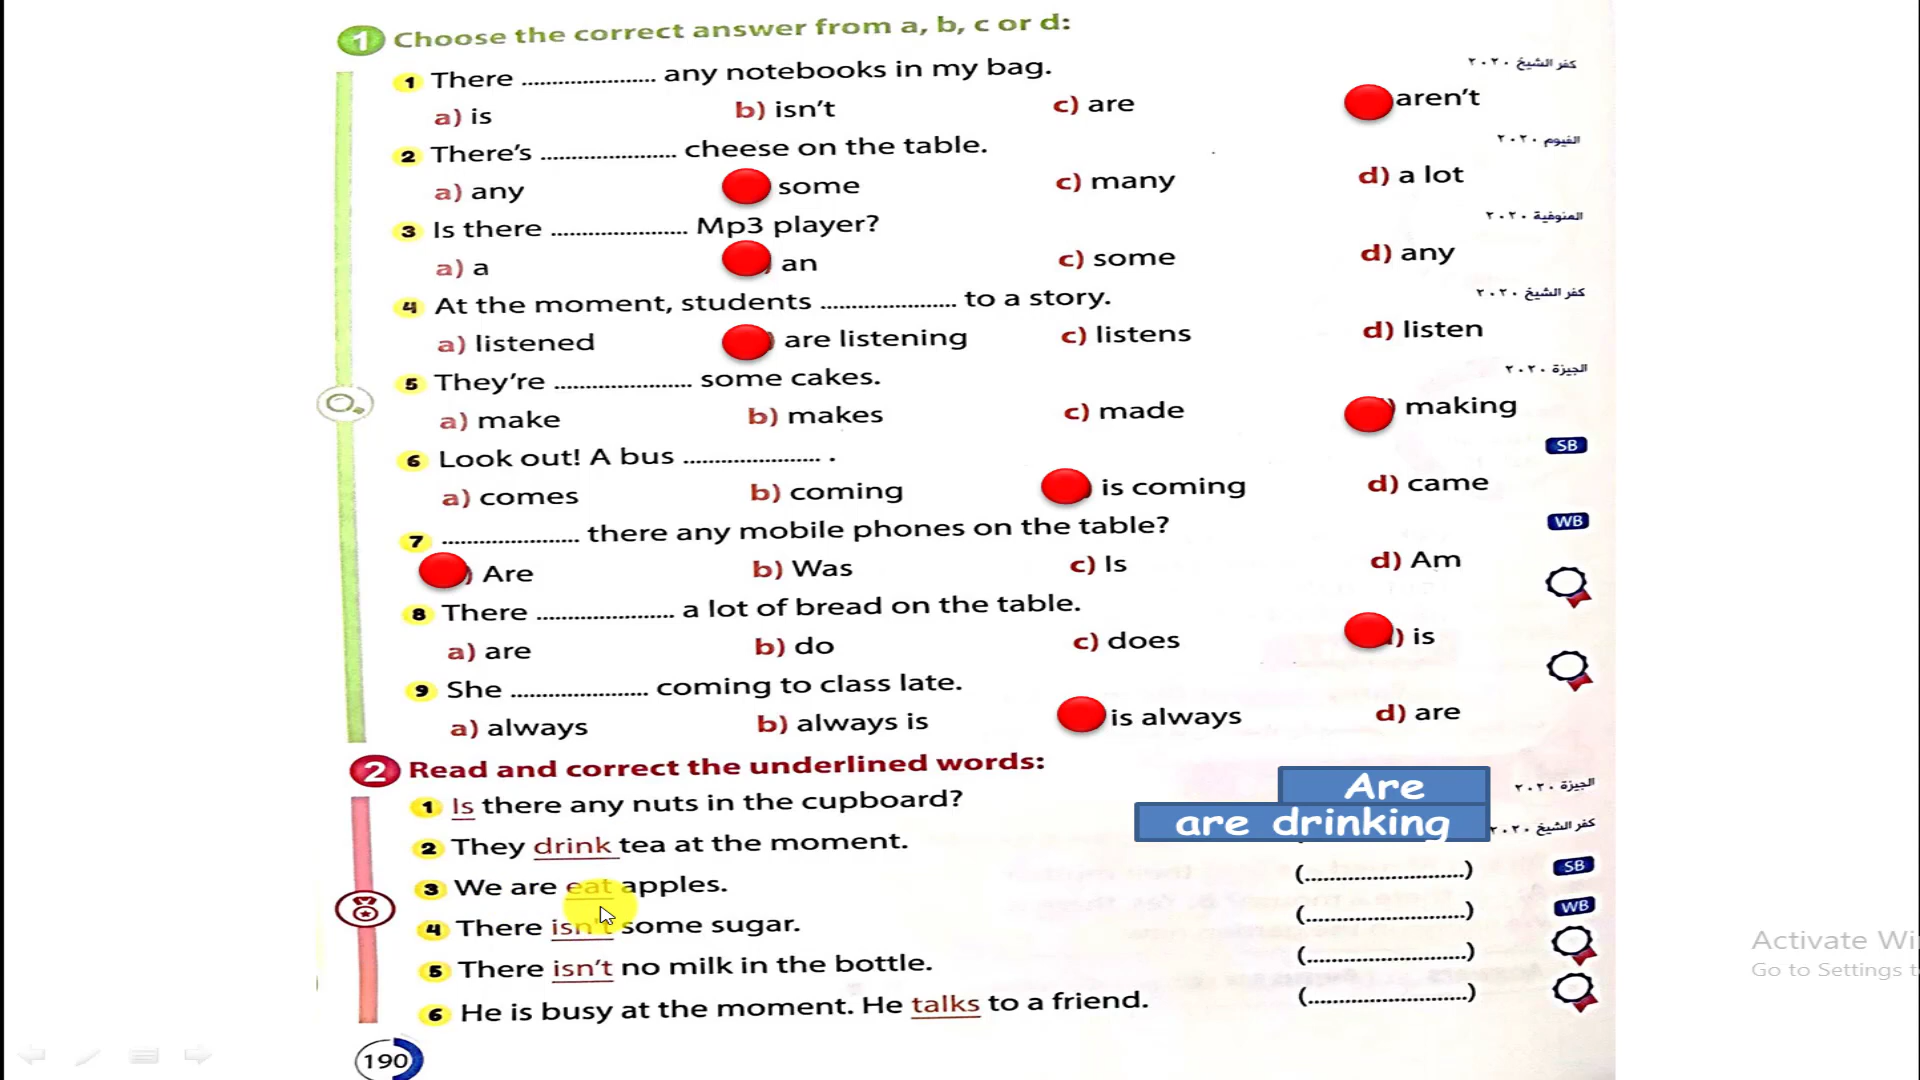 1 Choose the correct answer from a, b, c or d:
1 There ..................... any notebooks in my bag.
كفر الشيخ ٢٠٢٠
a) is b) isn't c) are aren't
2 There's ..................... cheese on the table.
الفيوم ٢٠٢٠
a) any some c) many d) a lot
3 Is there ..................... Mp3 player?
المنوفية ٢٠٢٠
a) a ) an c) some d) any
4 At the moment, students ..................... to a story.
كفر الشيخ ٢٠٢٠
a) listened ) are listening c) listens d) listen
5 They're ..................... some cakes.
الجيزة ٢٠٢٠
a) make b) makes c) made ) making
6 Look out! A bus ..................... .
SB
a) comes b) coming ) is coming d) came
7 ..................... there any mobile phones on the table?
WB
) Are b) Was c) Is d) Am
8 There ..................... a lot of bread on the table.
a) are b) do c) does ) is
9 She ..................... coming to class late.
a) always b) always is is always d) are
2 Read and correct the underlined words:
1 Is there any nuts in the cupboard?
Are
الجيزة ٢٠٢٠
2 They drink tea at the moment.
are drinking
كفر الشيخ ٢٠٢٠
3 We are eat apples. (.........................) SB
4 There isn't some sugar. (.........................) WB
5 There isn't no milk in the bottle. (.........................)
6 He is busy at the moment. He talks to a friend. (.........................)
190
Activate Wi
Go to Settings t